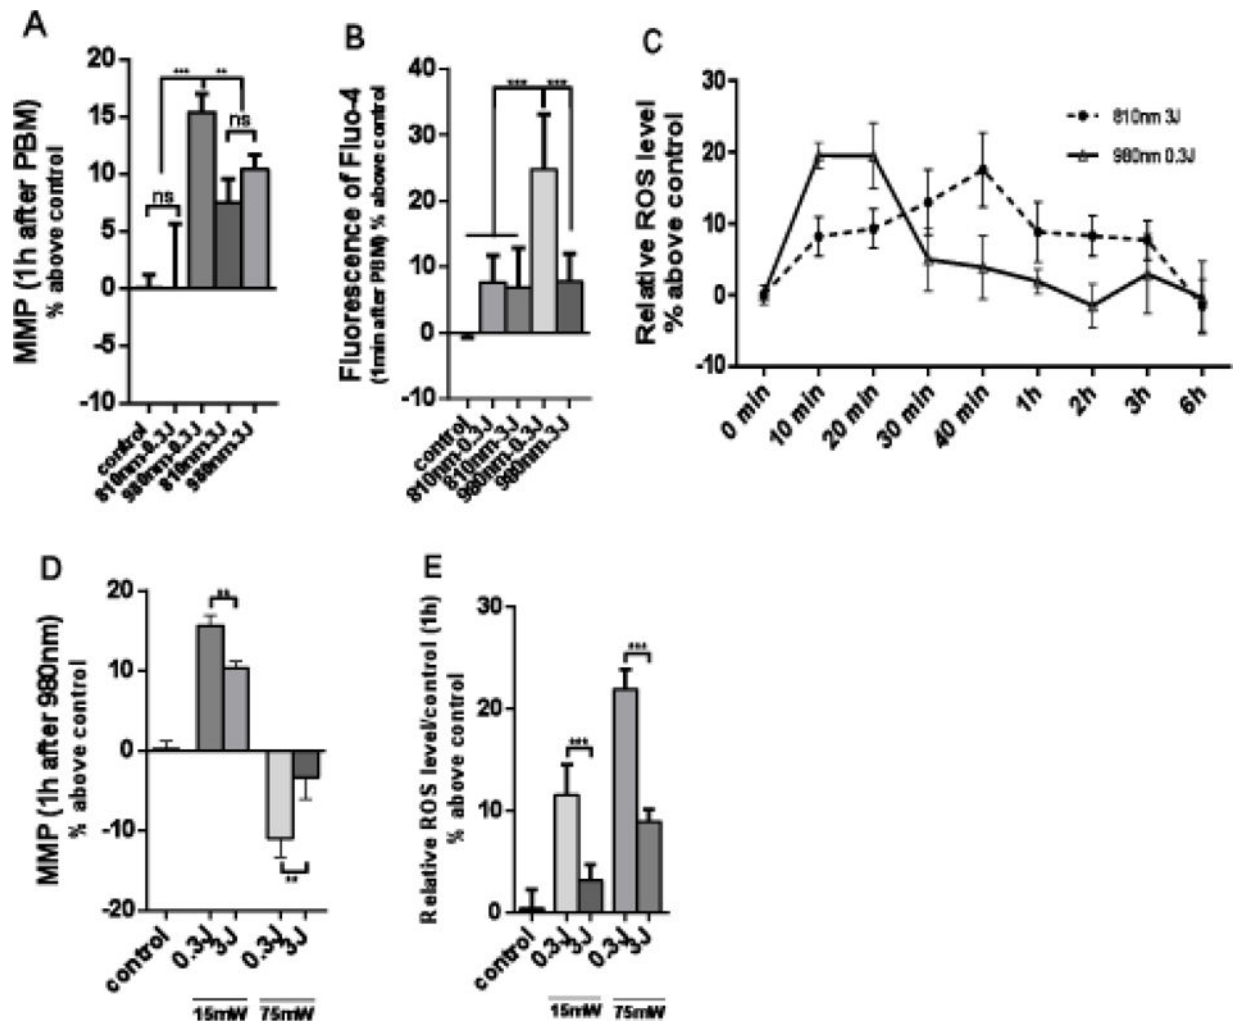 A
MMP (1h after PBM)
% above control
20
15
10
5
0
-5
-10
***
**
ns
ns
control
810nm-0.3J
980nm-0.3J
810nm-3J
980nm-3J
B
Fluorescence of Fluo-4
(1min after PBM) % above control
40
30
20
10
0
-10
***
***
control
810nm-0.3J
810nm-3J
980nm-0.3J
980nm-3J
C
Relative ROS level
% above control
30
20
10
0
-10
810nm 3J
980nm 0.3J
0 min
10 min
20 min
30 min
40 min
1h
2h
3h
6h
D
MMP (1h after 980nm)
% above control
20
10
0
-10
-20
**
**
control
0.3J
3J
0.3J
3J
15mW
75mW
E
Relative ROS level/control (1h)
% above control
30
20
10
0
***
***
control
0.3J
3J
0.3J
3J
15mW
75mW